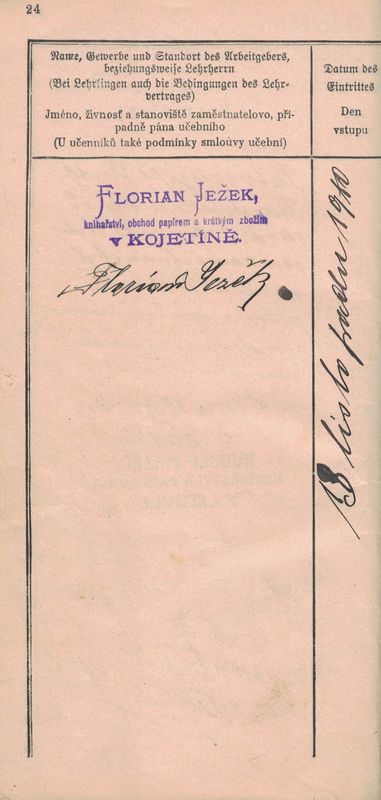 24
Name, Gewerbe und Standort des Arbeitgebers,
beziehungsweise Lehrherrn
(Bei Lehrlingen auch die Bedingungen des Lehr-
vertrages)
Jméno, živnosť a stanoviště zaměstnatelovo, pří-
padně pána učebního
(U učenníků také podmínky smlouvy učební)
Datum des
Eintrittes
Den
vstupu
FLORIAN JEŽEK,
knihařství, obchod papírem a krátkým zbožím
v KOJETÍNĚ.
Florian Ježek.
18 listopadu 1910